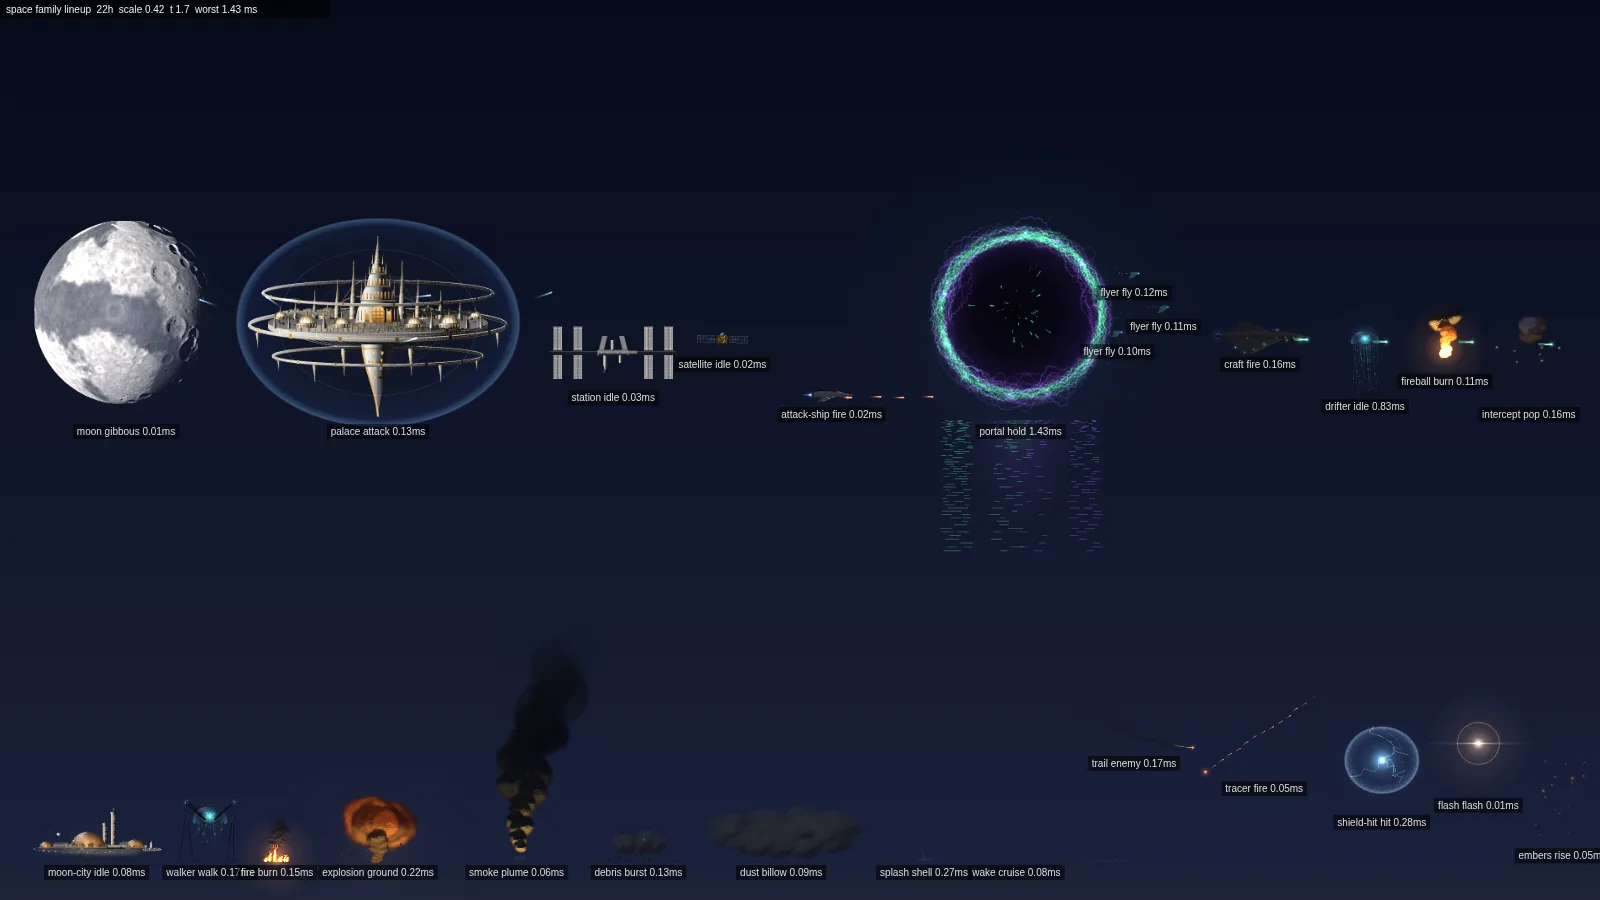 space family lineup  22h  scale 0.42  t 1.7  worst 1.43 ms
flyer fly 0.12ms
flyer fly 0.11ms
flyer fly 0.10ms
satellite idle 0.02ms
craft fire 0.16ms
fireball burn 0.11ms
station idle 0.03ms
drifter idle 0.83ms
attack-ship fire 0.02ms
intercept pop 0.16ms
moon gibbous 0.01ms
palace attack 0.13ms
portal hold 1.43ms
trail enemy 0.17ms
tracer fire 0.05ms
flash flash 0.01ms
shield-hit hit 0.28ms
embers rise 0.05m
moon-city idle 0.08ms
walker walk 0.17
fire burn 0.15ms
explosion ground 0.22ms
smoke plume 0.06ms
debris burst 0.13ms
dust billow 0.09ms
splash shell 0.27ms
wake cruise 0.08ms